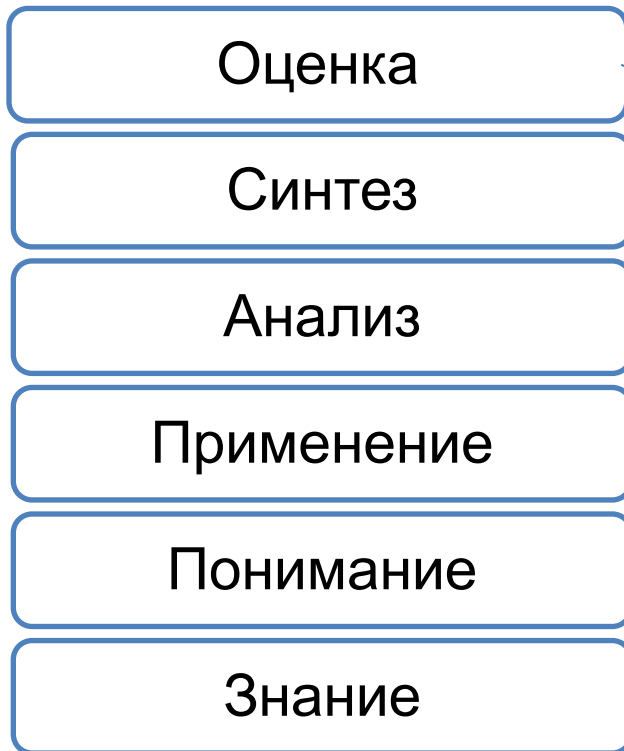 Оценка
Синтез
Анализ
Применение
Понимание
Знание